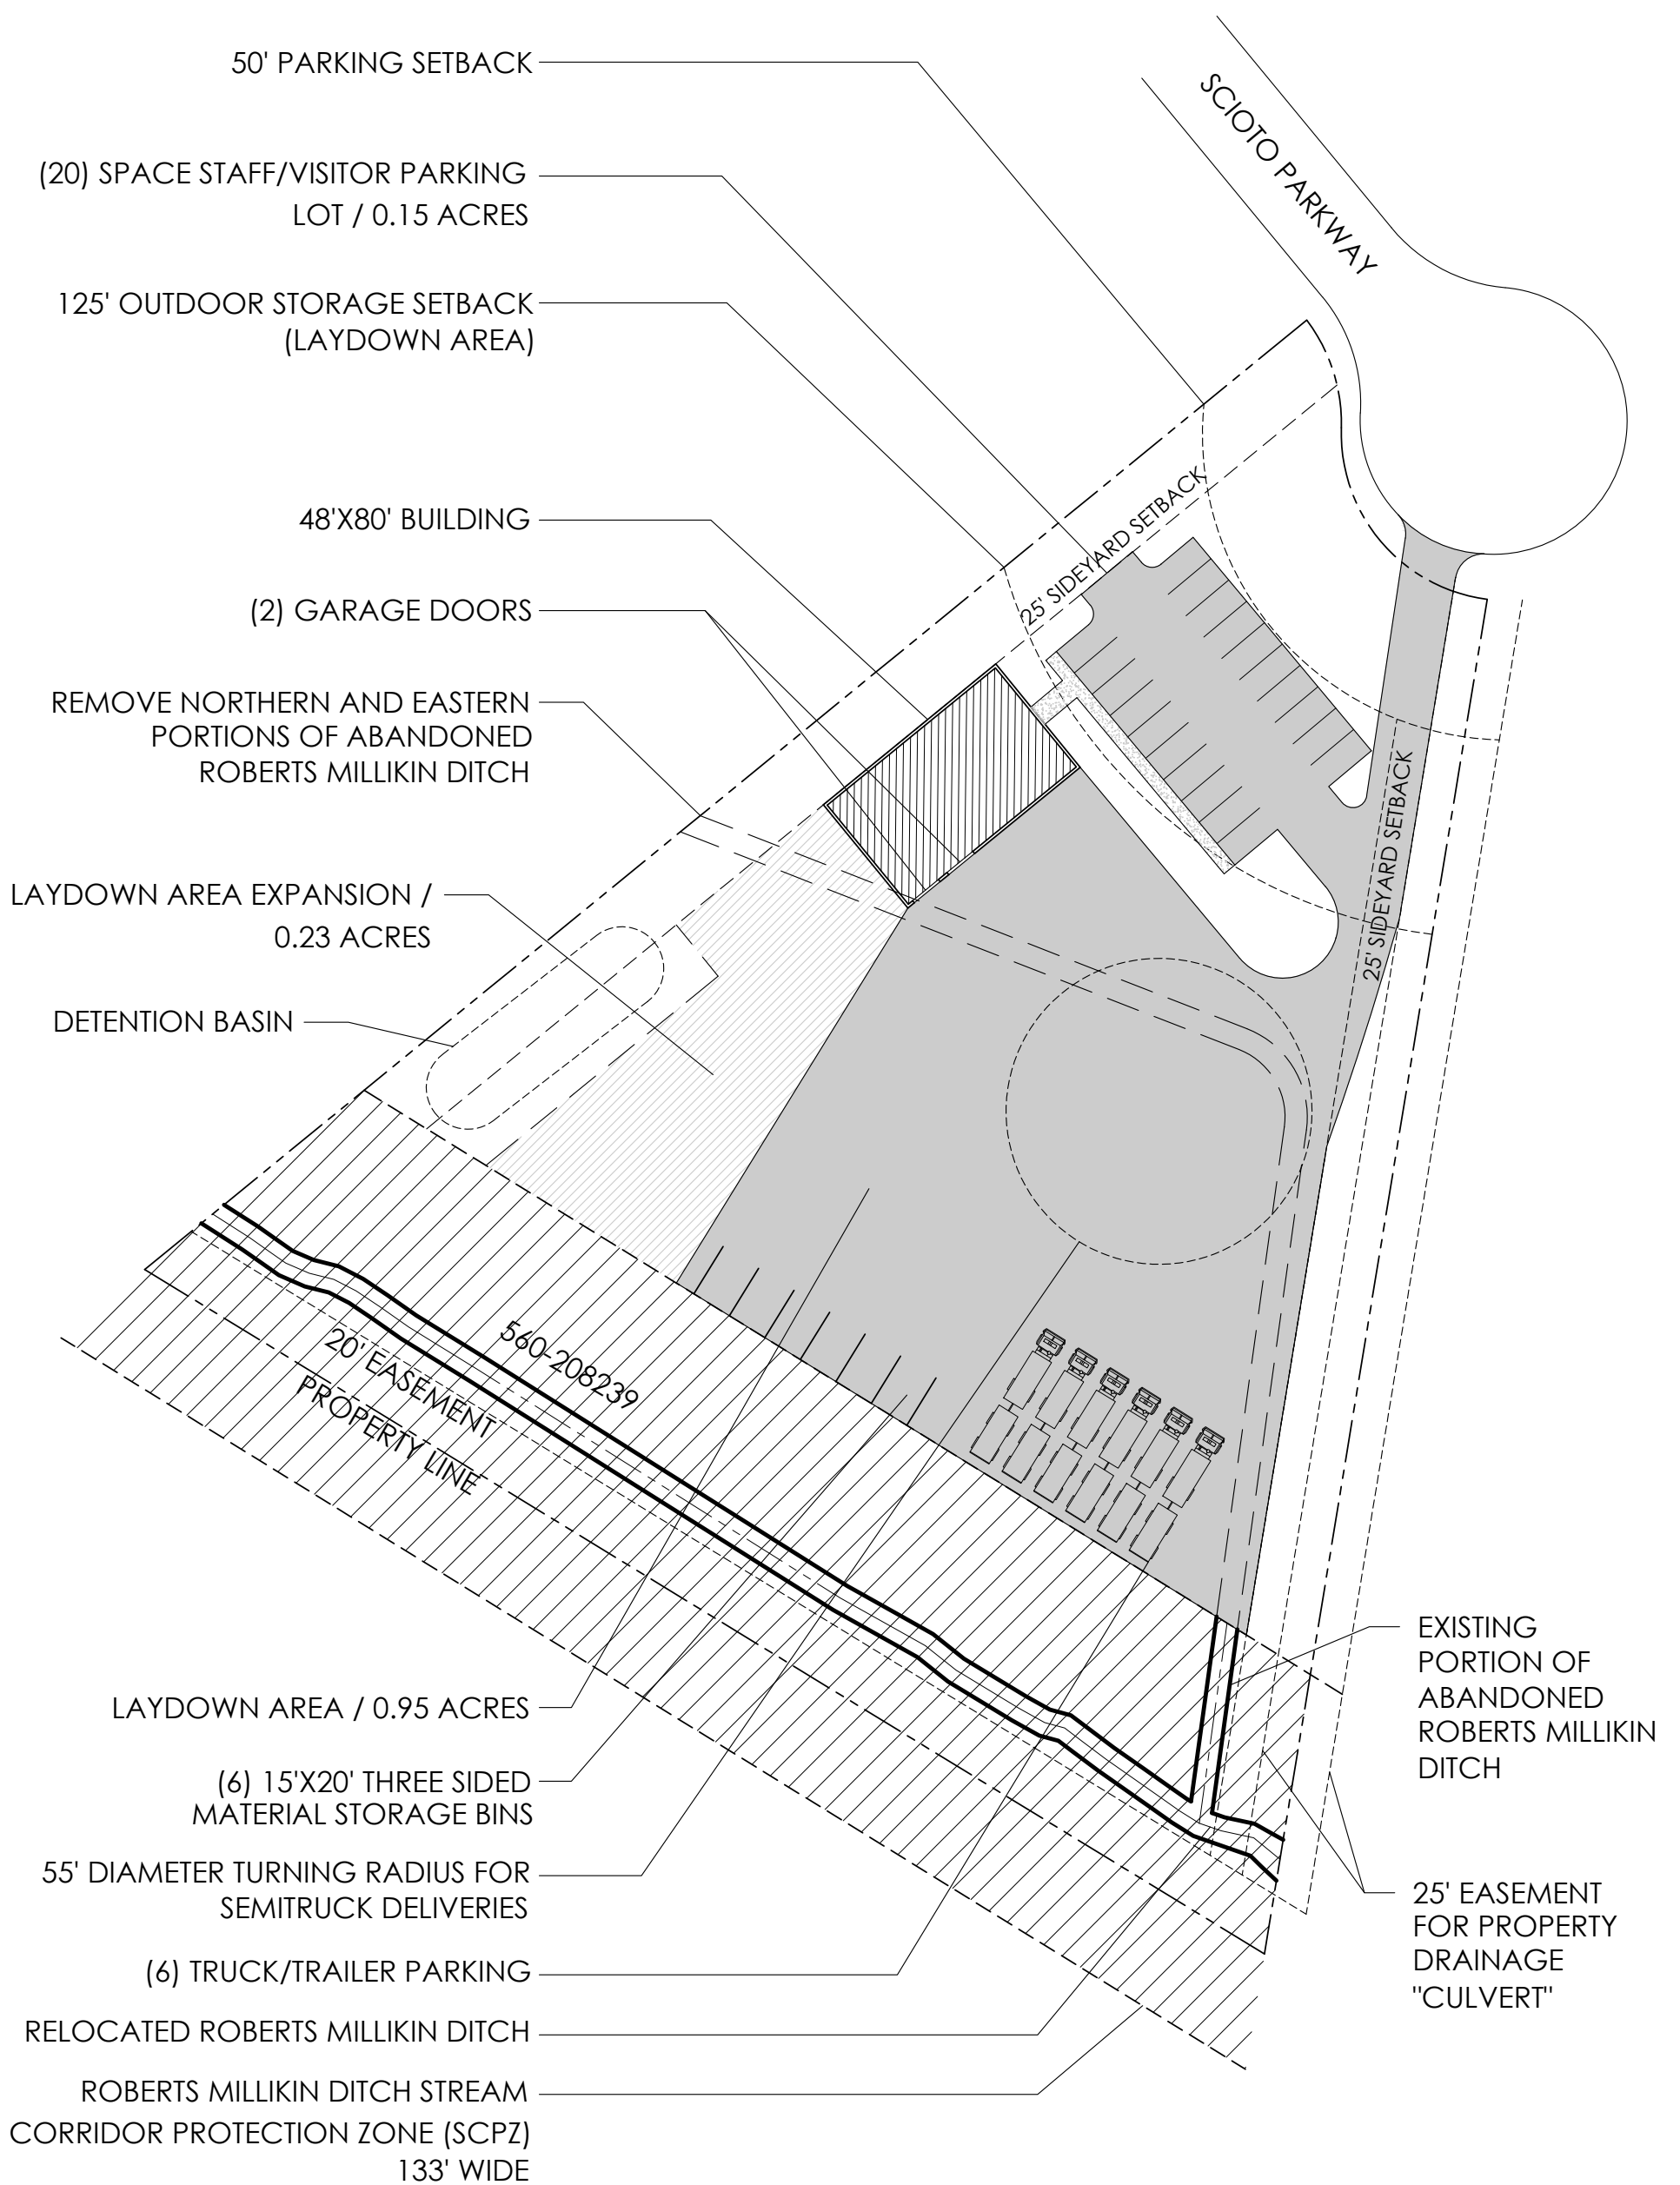 50' PARKING SETBACK
SCIOTO PARKWAY
(20) SPACE STAFF/VISITOR PARKING
LOT / 0.15 ACRES
125' OUTDOOR STORAGE SETBACK
(LAYDOWN AREA)
25' SIDEYARD SETBACK
48'X80' BUILDING
(2) GARAGE DOORS
REMOVE NORTHERN AND EASTERN
PORTIONS OF ABANDONED
ROBERTS MILLIKIN DITCH
25' SIDEYARD SETBACK
LAYDOWN AREA EXPANSION /
0.23 ACRES
DETENTION BASIN
560-208239
20' EASEMENT
PROPERTY LINE
LAYDOWN AREA / 0.95 ACRES
(6) 15'X20' THREE SIDED
MATERIAL STORAGE BINS
55' DIAMETER TURNING RADIUS FOR
SEMITRUCK DELIVERIES
(6) TRUCK/TRAILER PARKING
RELOCATED ROBERTS MILLIKIN DITCH
ROBERTS MILLIKIN DITCH STREAM
CORRIDOR PROTECTION ZONE (SCPZ)
133' WIDE
EXISTING
PORTION OF
ABANDONED
ROBERTS MILLIKIN
DITCH
25' EASEMENT
FOR PROPERTY
DRAINAGE
"CULVERT"